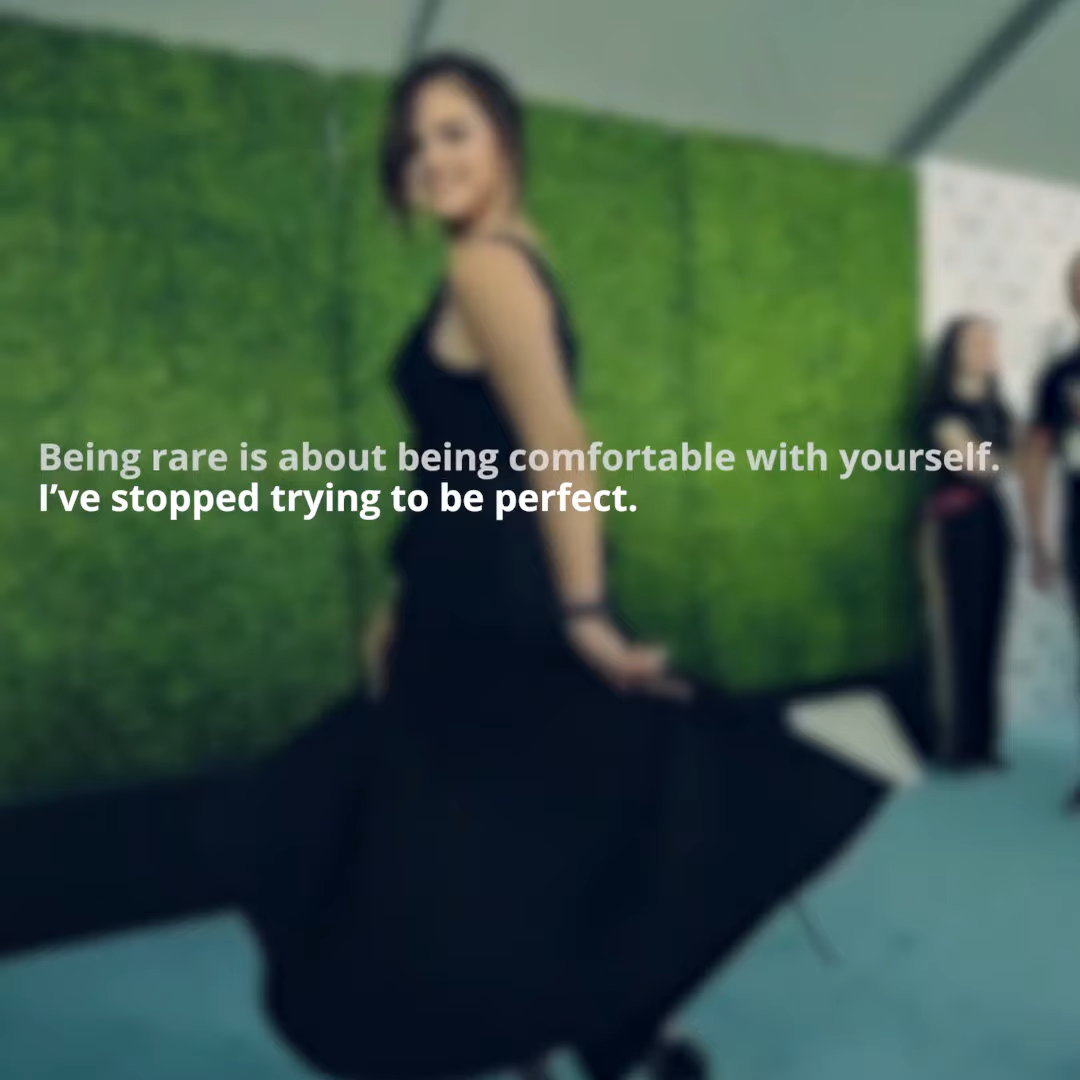 Being rare is about being comfortable with yourself.
I’ve stopped trying to be perfect.